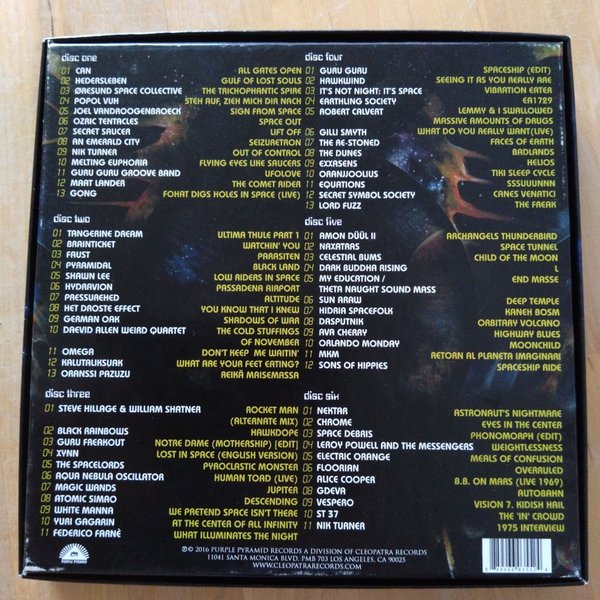 disc one
01 CAN ALL GATES OPEN
02 HEDERSLEBEN GULF OF LOST SOULS
03 ØRESUND SPACE COLLECTIVE THE TRICHOPHANTIC SPIRE
04 POPOL VUH STEH AUF, ZIEH MICH DIR NACH
05 JOEL VANDROOGENBROECK SIGN FROM SPACE
06 OZRIC TENTACLES SPACE OUT
07 SECRET SAUCER LIFT OFF
08 AN EMERALD CITY SEIZURETRON
09 NIK TURNER OUT OF CONTROL
10 MELTING EUPHORIA FLYING EYES LIKE SAUCERS
11 GURU GURU GROOVE BAND UFOLOVE
12 MAAT LANDER THE COMET RIDER
13 GONG FOHAT DIGS HOLES IN SPACE (LIVE)
disc two
01 TANGERINE DREAM ULTIMA THULE PART 1
02 BRAINTICKET WATCHIN' YOU
03 FAUST PARASITEN
04 PYRAMIDAL BLACK LAND
05 SHAWN LEE LOW RIDERS IN SPACE
06 HYDRAVION PASSADENA AIRPORT
07 PRESSUREHED ALTITUDE
08 HET DROSTE EFFECT YOU KNOW THAT I KNEW
09 GERMAN OAK SHADOWS OF WAR
10 DAEVID ALLEN WEIRD QUARTET THE COLD STUFFINGS
OF NOVEMBER
11 OMEGA DON'T KEEP ME WAITIN'
12 KALUTALIKSUAK WHAT ARE YOUR FEET EATING?
13 ORANSSI PAZUZU REIKÄ MAISEMASSA
disc three
01 STEVE HILLAGE & WILLIAM SHATNER ROCKET MAN
(ALTERNATE MIX)
02 BLACK RAINBOWS HAWKDOPE
03 GURU FREAKOUT NOTRE DAME (MOTHERSHIP) [EDIT]
04 XYNN LOST IN SPACE (ENGLISH VERSION)
05 THE SPACELORDS PYROCLASTIC MONSTER
06 AQUA NEBULA OSCILLATOR HUMAN TOAD (LIVE)
07 MAGIC WANDS JUPITER
08 ATOMIC SIMAO DESCENDING
09 WHITE MANNA WE PRETEND SPACE ISN'T THERE
10 YURI GAGARIN AT THE CENTER OF ALL INFINITY
11 FEDERICO FARNÈ WHAT ILLUMINATES THE NIGHT
disc four
01 GURU GURU SPACESHIP (EDIT)
02 HAWKWIND SEEING IT AS YOU REALLY ARE
03 IT'S NOT NIGHT: IT'S SPACE VIBRATION EATER
04 EARTHLING SOCIETY EA1729
05 ROBERT CALVERT LEMMY & I SWALLOWED
MASSIVE AMOUNTS OF DRUGS
06 GILLI SMYTH WHAT DO YOU REALLY WANT(LIVE)
07 THE RE-STONED FACES OF EARTH
08 THE DUNES BADLANDS
09 EXXASENS HELIOS
10 ORANJOOLIUS TIKI SLEEP CYCLE
11 EQUATIONS SSSUUUNNN
12 SECRET SYMBOL SOCIETY CANES VENATICI
13 LORD FUZZ THE FREAK
disc five
01 AMON DÜÜL II ARCHANGELS THUNDERBIRD
02 NAXATRAS SPACE TUNNEL
03 CELESTIAL BUMS CHILD OF THE MOON
04 DARK BUDDHA RISING L
05 MY EDUCATION / END MASSE
THETA NAUGHT SOUND MASS
06 SUN ARAW DEEP TEMPLE
07 HIDRIA SPACEFOLK KANEH BOSM
08 DASPUTNIK ORBITARY VOLCANO
09 AVA CHERRY HIGHWAY BLUES
10 ORLANDO MONDAY MOONCHILD
11 MKM RETORN AL PLANETA IMAGINARI
12 SONS OF HIPPIES SPACESHIP RIDE
disc six
01 NEKTAR ASTRONAUT'S NIGHTMARE
02 CHROME EYES IN THE CENTER
03 SPACE DEBRIS PHONOMORPH (EDIT)
04 LEROY POWELL AND THE MESSENGERS WEIGHTLESSNESS
05 ELECTRIC ORANGE MEALS OF CONFUSION
06 FLOORIAN OVERRULED
07 ALICE COOPER B.B. ON MARS (LIVE 1969)
08 GDEVA AUTOBAHN
09 VESPERO VISION 7. KIDISH HAIL
10 ST 37 THE 'IN' CROWD
11 NIK TURNER 1975 INTERVIEW
PURPLE PYRAMID
℗ © 2016 PURPLE PYRAMID RECORDS A DIVISION OF CLEOPATRA RECORDS
11041 SANTA MONICA BLVD. PMB 703 LOS ANGELES, CA 90025
WWW.CLEOPATRARECORDS.COM